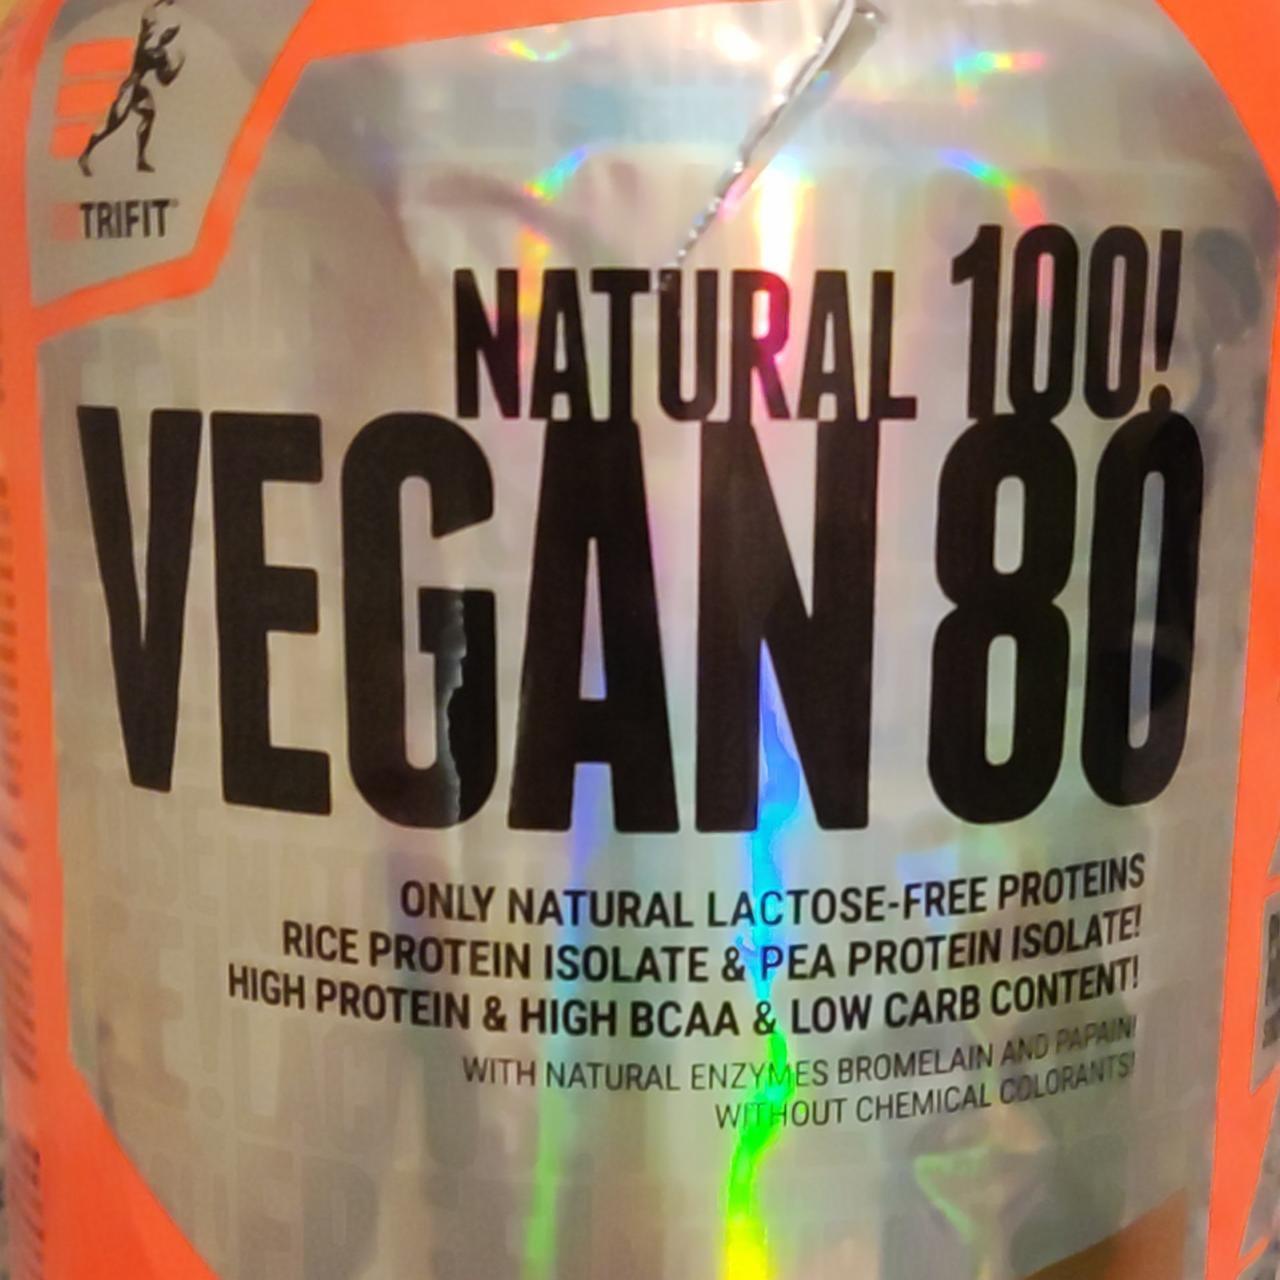 TRIFIT
NATURAL 100!
VEGAN 80
ONLY NATURAL LACTOSE-FREE PROTEINS
RICE PROTEIN ISOLATE & PEA PROTEIN ISOLATE!
HIGH PROTEIN & HIGH BCAA & LOW CARB CONTENT!
WITH NATURAL ENZYMES BROMELAIN AND PAPAIN!
WITHOUT CHEMICAL COLORANTS!